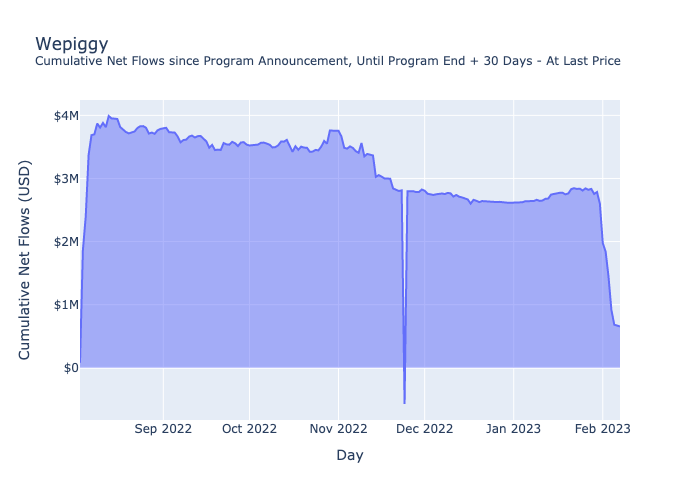 Wepiggy
Cumulative Net Flows since Program Announcement, Until Program End + 30 Days - At Last Price
Cumulative Net Flows (USD)
$4M
$3M
$2M
$1M
$0
Sep 2022
Oct 2022
Nov 2022
Dec 2022
Jan 2023
Feb 2023
Day